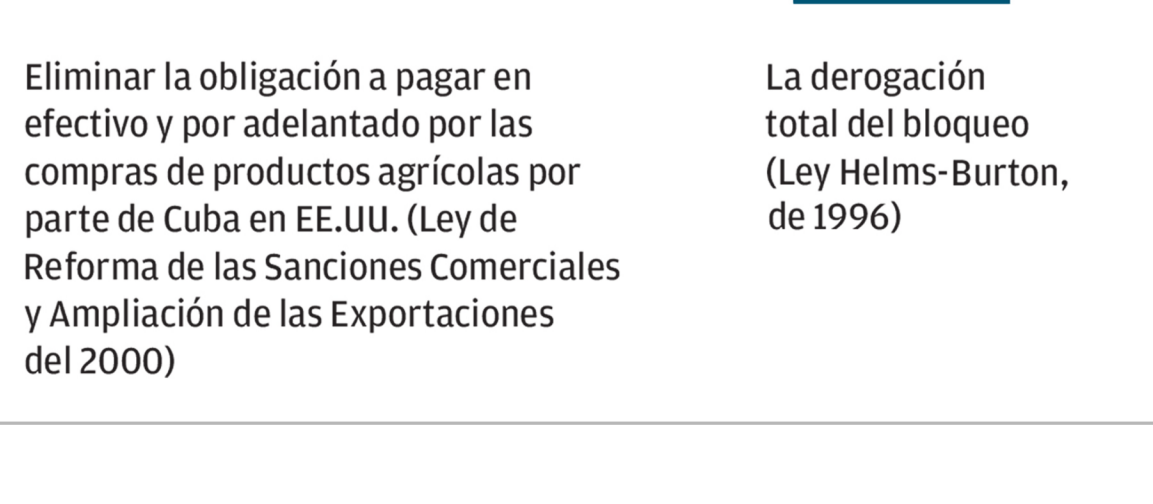 Eliminar la obligación a pagar en
efectivo y por adelantado por las
compras de productos agrícolas por
parte de Cuba en EE.UU. (Ley de
Reforma de las Sanciones Comerciales
y Ampliación de las Exportaciones
del 2000)
La derogación
total del bloqueo
(Ley Helms-Burton,
de 1996)